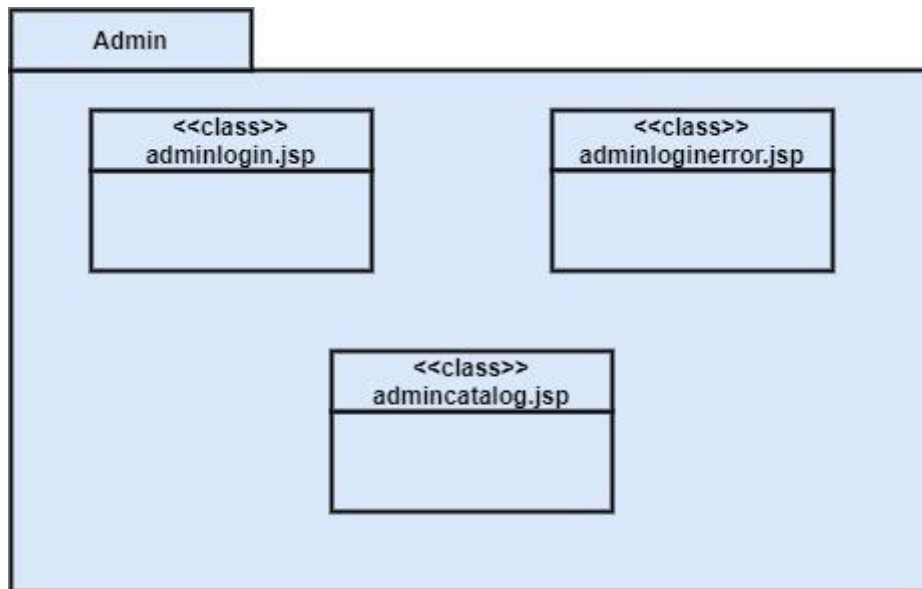 Admin
<<class>>
adminlogin.jsp
<<class>>
adminloginerror.jsp
<<class>>
admincatalog.jsp